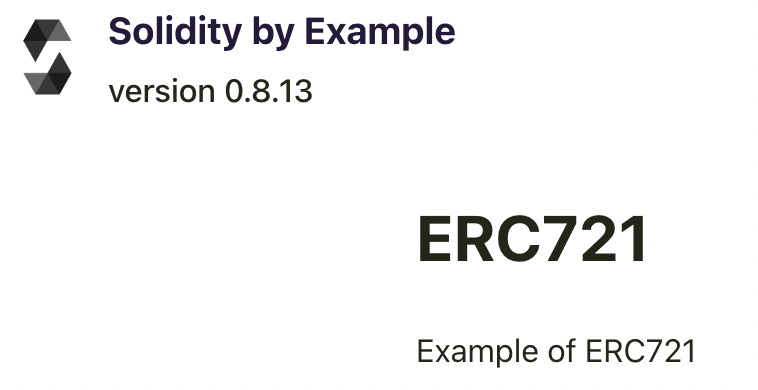 Solidity by Example
version 0.8.13
ERC721
Example of ERC721